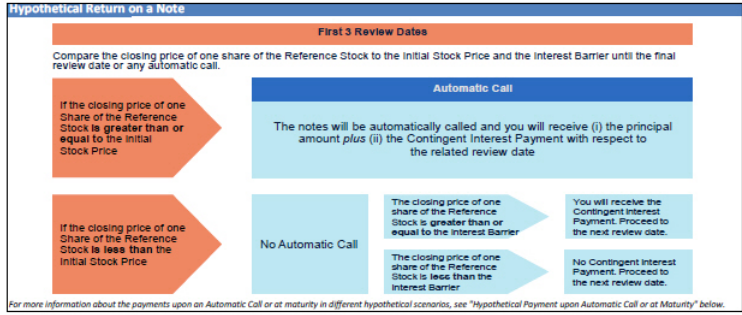 Hypothetical Return on a Note
First 3 Review Dates
Compare the closing price of one share of the Reference Stock to the Initial Stock Price and the Interest Barrier until the final
review date or any automatic call.
If the closing price of one
Share of the Reference
Stock is greater than or
equal to the Initial
Stock Price
Automatic Call
The notes will be automatically called and you will receive (i) the principal
amount plus (ii) the Contingent Interest Payment with respect to
the related review date
If the closing price of one
Share of the Reference
Stock is less than the
Initial Stock Price
No Automatic Call
The closing price of one
share of the Reference
Stock is greater than or
equal to the Interest Barrier
You will receive the
Contingent Interest
Payment. Proceed to
the next review date.
The closing price of one
share of the Reference
Stock is less than the
Interest Barrier
No Contingent Interest
Payment. Proceed to
the next review date.
For more information about the payments upon an Automatic Call or at maturity in different hypothetical scenarios, see "Hypothetical Payment upon Automatic Call or at Maturity" below.